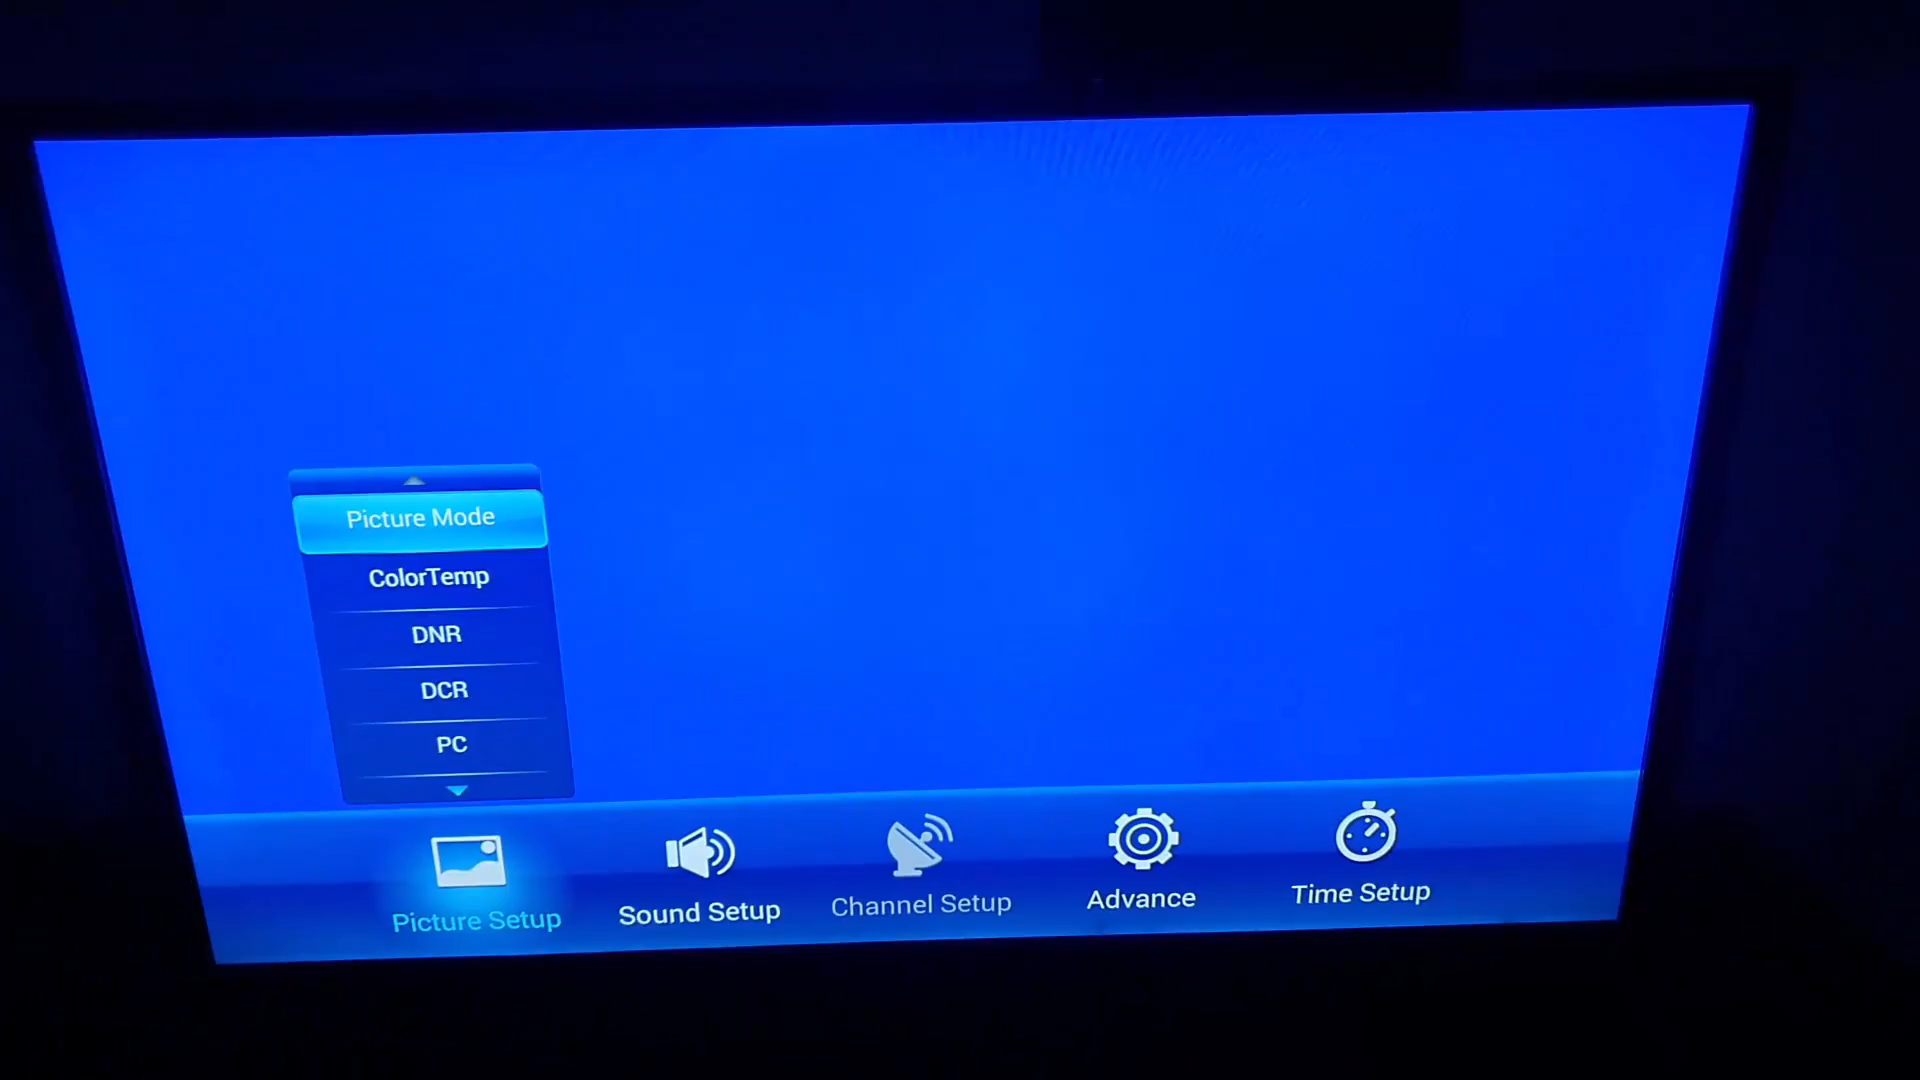 Picture Mode
ColorTemp
DNR
DCR
PC
Picture Setup
Sound Setup
Channel Setup
Advance
Time Setup